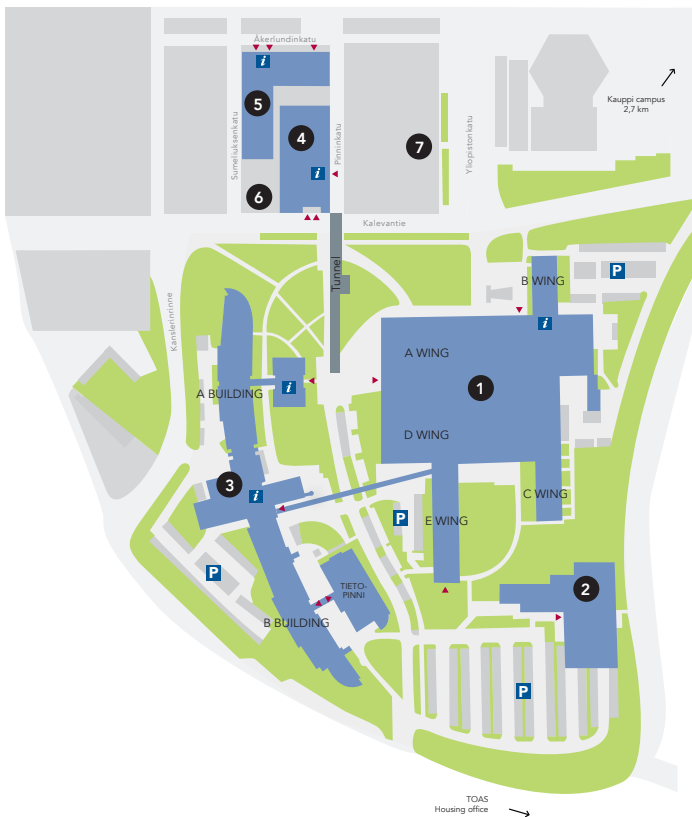 Åkerlundinkatu
i
5
4
Kauppi campus
2,7 km
Sumeliuksenkatu
Pinninkatu
7
Yliopistonkatu
i
6
Kalevantie
Tunnel
P
B WING
Kanslerinrinne
i
A WING
A BUILDING
i
1
D WING
3
i
C WING
P
E WING
P
TIETO-
PINNI
2
B BUILDING
P
TOAS
Housing office